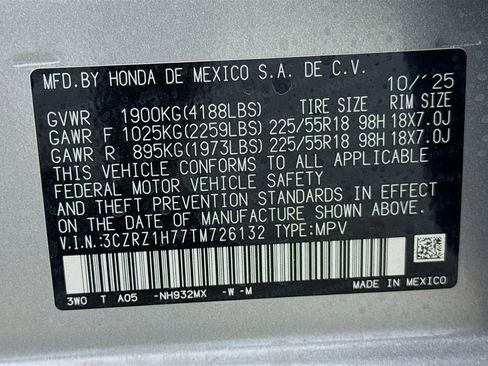 MFD.BY HONDA DE MEXICO S.A. DE C.V. 10/'25
GVWR 1900KG(4188LBS) TIRE SIZE RIM SIZE
GAWR F 1025KG(2259LBS) 225/55R18 98H 18X7.0J
GAWR R 895KG(1973LBS) 225/55R18 98H 18X7.0J
THIS VEHICLE CONFORMS TO ALL APPLICABLE
FEDERAL MOTOR VEHICLE SAFETY
AND THEFT PREVENTION STANDARDS IN EFFECT
ON THE DATE OF MANUFACTURE SHOWN ABOVE.
V.I.N:3CZRZ1H77TM726132 TYPE:MPV
3W0 T A05 -NH932MX -W -M MADE IN MEXICO